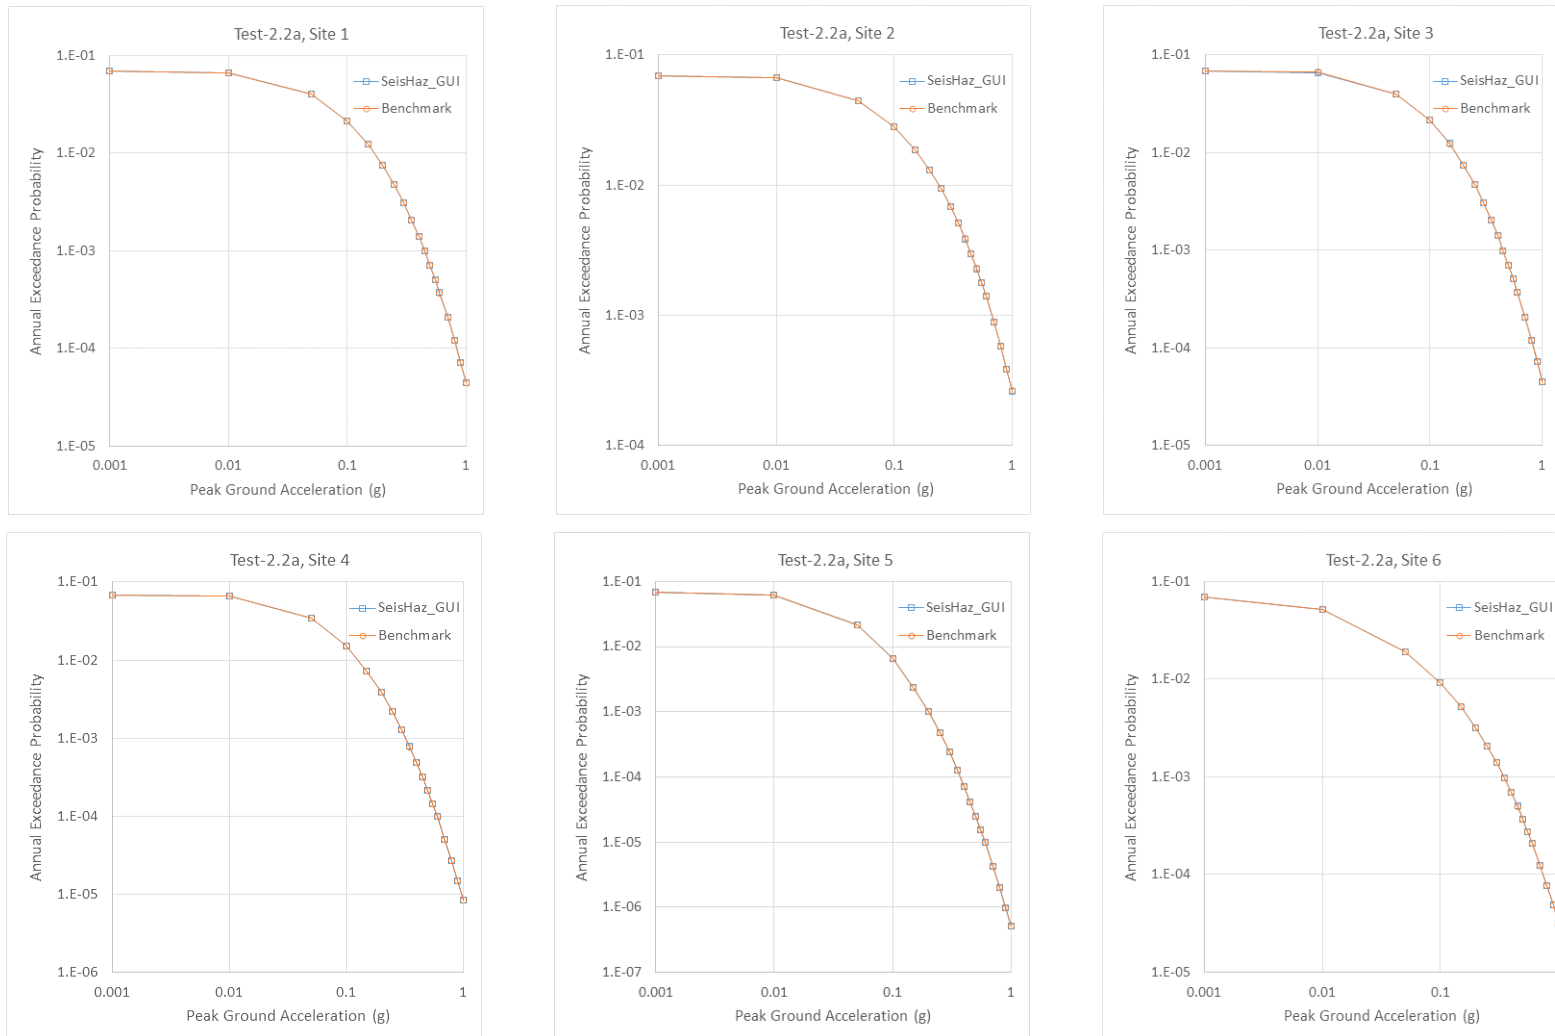 Test-2.2a, Site 1
1.E-01
1.E-02
1.E-03
1.E-04
1.E-05
0.001 0.01 0.1 1
Annual Exceedance Probability
Peak Ground Acceleration (g)
SeisHaz_GUI
Benchmark
Test-2.2a, Site 2
1.E-01
1.E-02
1.E-03
1.E-04
0.001 0.01 0.1 1
Annual Exceedance Probability
Peak Ground Acceleration (g)
SeisHaz_GUI
Benchmark
Test-2.2a, Site 3
1.E-01
1.E-02
1.E-03
1.E-04
1.E-05
0.001 0.01 0.1 1
Annual Exceedance Probability
Peak Ground Acceleration (g)
SeisHaz_GUI
Benchmark
Test-2.2a, Site 4
1.E-01
1.E-02
1.E-03
1.E-04
1.E-05
1.E-06
0.001 0.01 0.1 1
Annual Exceedance Probability
Peak Ground Acceleration (g)
SeisHaz_GUI
Benchmark
Test-2.2a, Site 5
1.E-01
1.E-02
1.E-03
1.E-04
1.E-05
1.E-06
1.E-07
0.001 0.01 0.1 1
Annual Exceedance Probability
Peak Ground Acceleration (g)
SeisHaz_GUI
Benchmark
Test-2.2a, Site 6
1.E-01
1.E-02
1.E-03
1.E-04
1.E-05
0.001 0.01 0.1
Annual Exceedance Probability
Peak Ground Acceleration (g)
SeisHaz_GUI
Benchmark